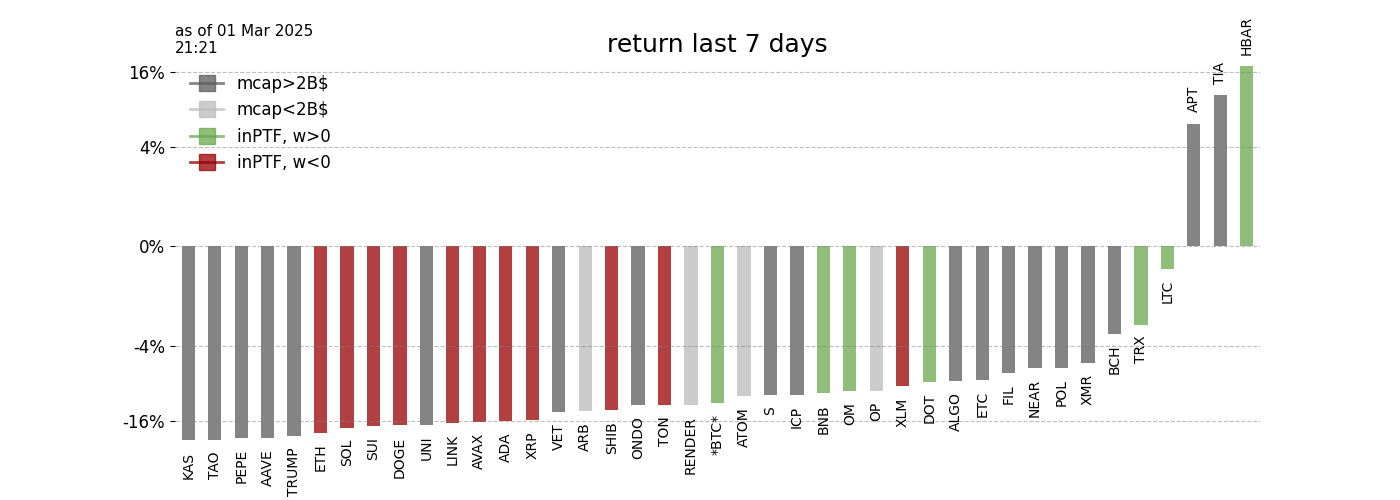 as of 01 Mar 2025
21:21
return last 7 days
mcap>2B$
mcap<2B$
inPTF, w>0
inPTF, w<0
16%
4%
0%
-4%
-16%
KAS
TAO
PEPE
AAVE
TRUMP
ETH
SOL
SUI
DOGE
UNI
LINK
AVAX
ADA
XRP
VET
ARB
SHIB
ONDO
TON
RENDER
*BTC*
ATOM
S
ICP
BNB
OM
OP
XLM
DOT
ALGO
ETC
FIL
NEAR
POL
XMR
BCH
TRX
LTC
APT
TIA
HBAR